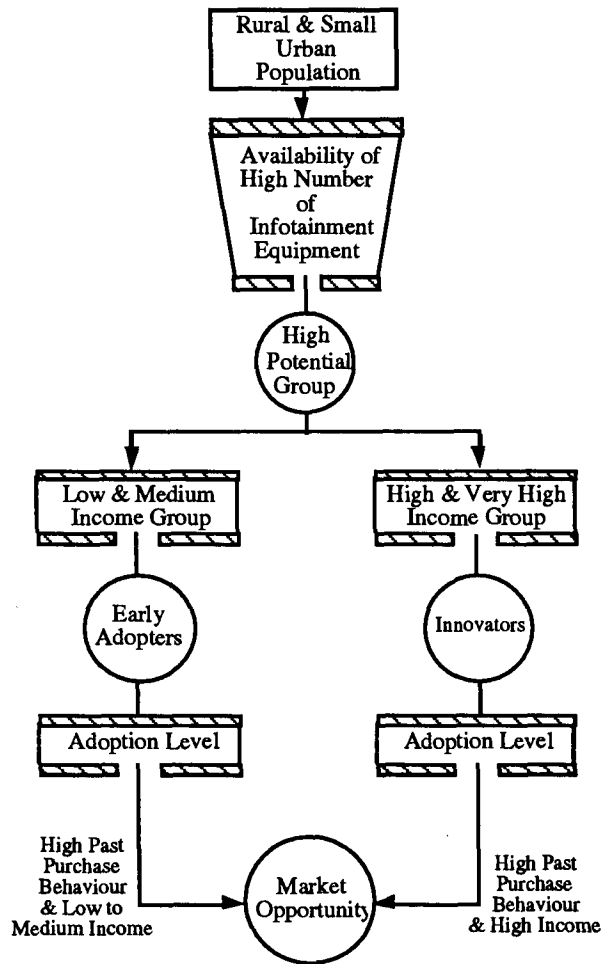 Rural & Small
Urban
Population
Availability of
High Number
of
Infotainment
Equipment
High
Potential
Group
Low & Medium
Income Group
High & Very High
Income Group
Early
Adopters
Innovators
Adoption Level
Adoption Level
High Past
Purchase
Behaviour
& Low to
Medium Income
Market
Opportunity
High Past
Purchase
Behaviour
& High Income